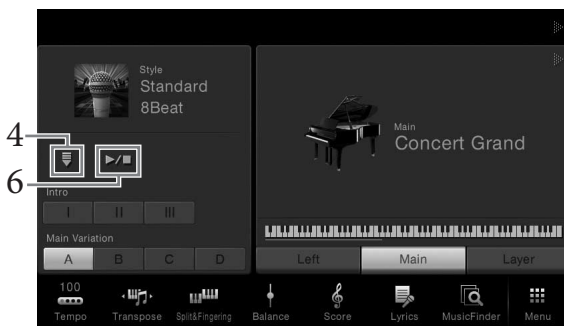 Style
Standard
8Beat
4
6
Intro
I II III
Main Variation
A B C D
Main
Concert Grand
Left Main Layer
100
Tempo Transpose Split&Fingering Balance Score Lyrics MusicFinder Menu